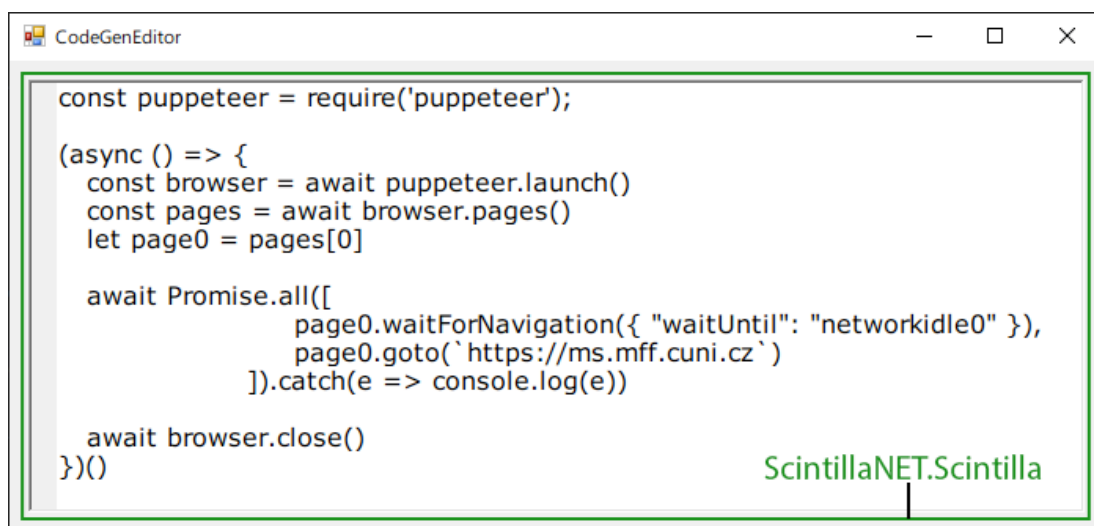 CodeGenEditor
const puppeteer = require('puppeteer');
(async () => {
const browser = await puppeteer.launch()
const pages = await browser.pages()
let page0 = pages[0]
await Promise.all([
page0.waitForNavigation({ "waitUntil": "networkidle0" }),
page0.goto(`https://ms.mff.cuni.cz`)
]).catch(e => console.log(e))
await browser.close()
})()
ScintillaNET.Scintilla